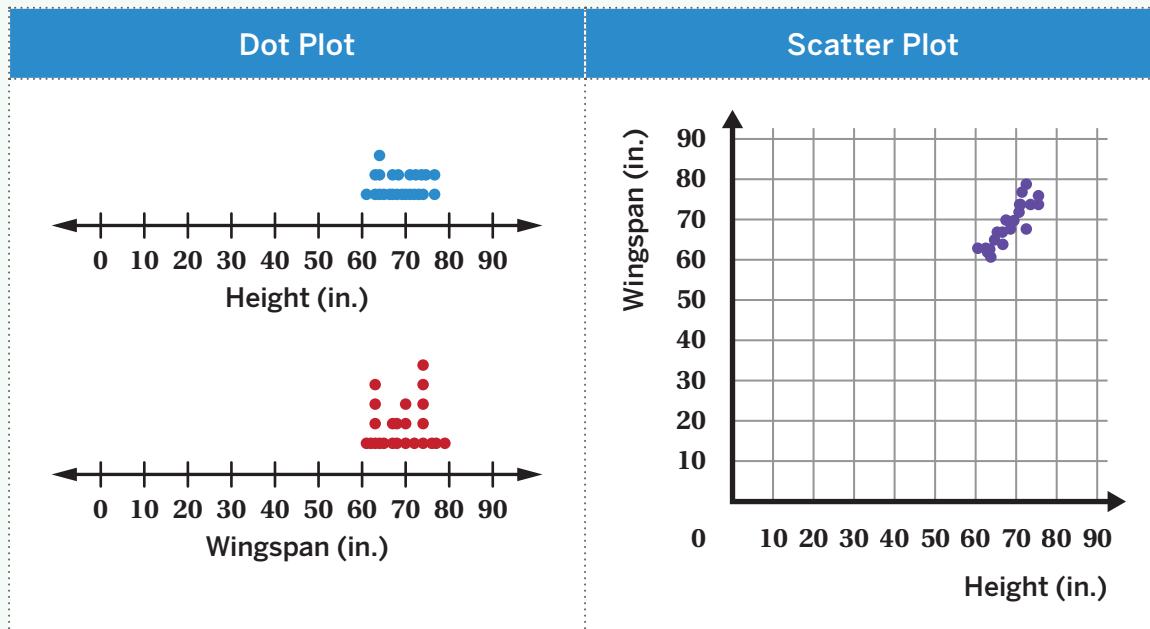 Dot Plot
0 10 20 30 40 50 60 70 80 90
Height (in.)
0 10 20 30 40 50 60 70 80 90
Wingspan (in.)
Scatter Plot
Wingspan (in.)
90
80
70
60
50
40
30
20
10
0 10 20 30 40 50 60 70 80 90
Height (in.)